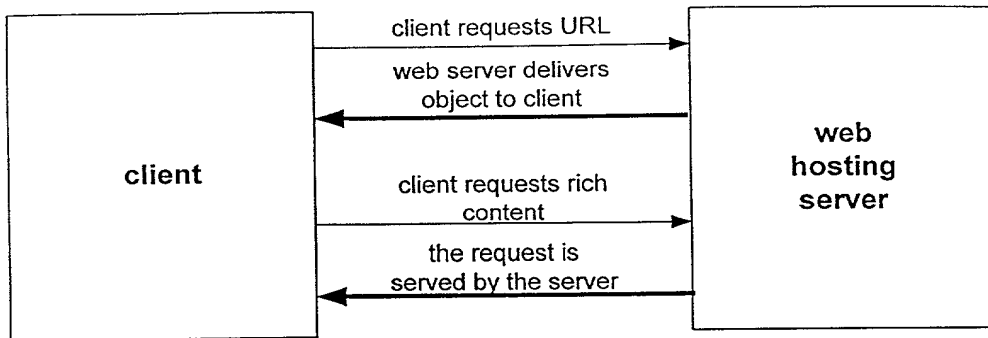 client requests URL
web server delivers
object to client
client
web
hosting
server
client requests rich
content
the request is
served by the server